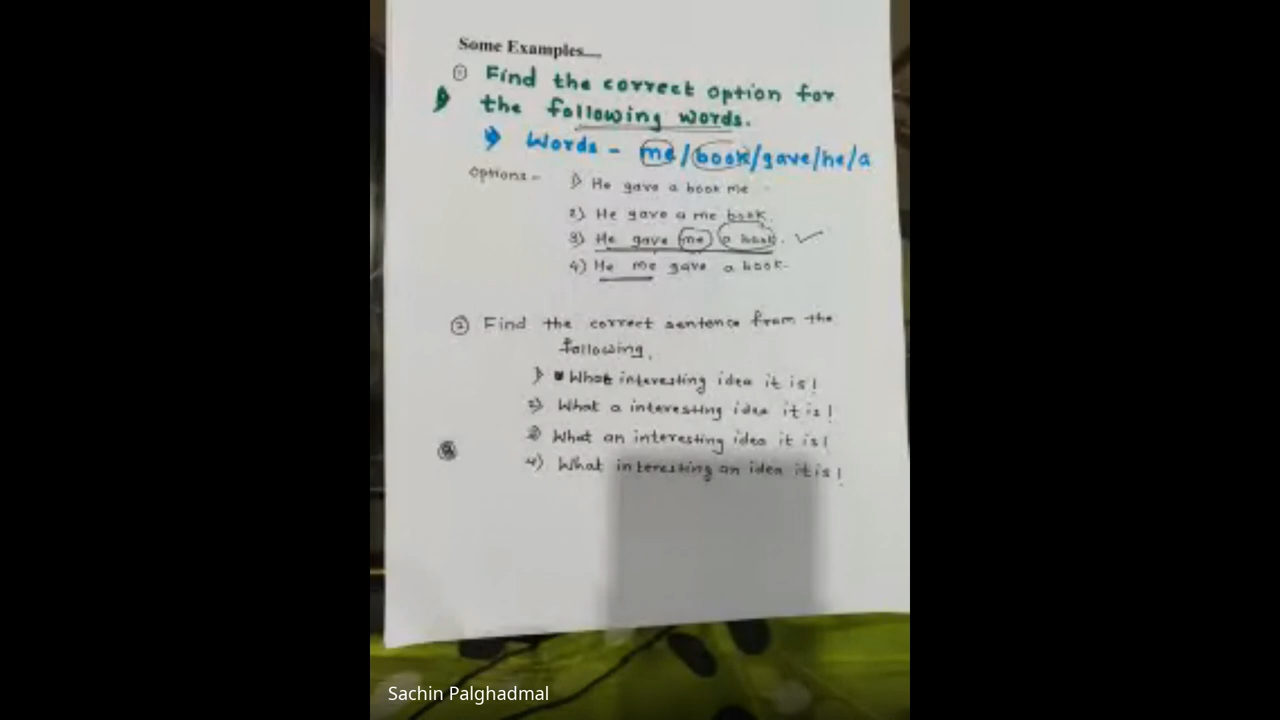 Some Examples....
① Find the correct option for
the following words.
Words - me/book/gave/he/a
Options - 1) He gave a book me
2) He gave a me book.
3) He gave me a book. ✓
4) He me gave a book.
② Find the correct sentence from the
following.
1) What interesting idea it is!
2) What a interesting idea it is!
3) What an interesting idea it is!
4) What interesting an idea it is!
Sachin Palghadmal